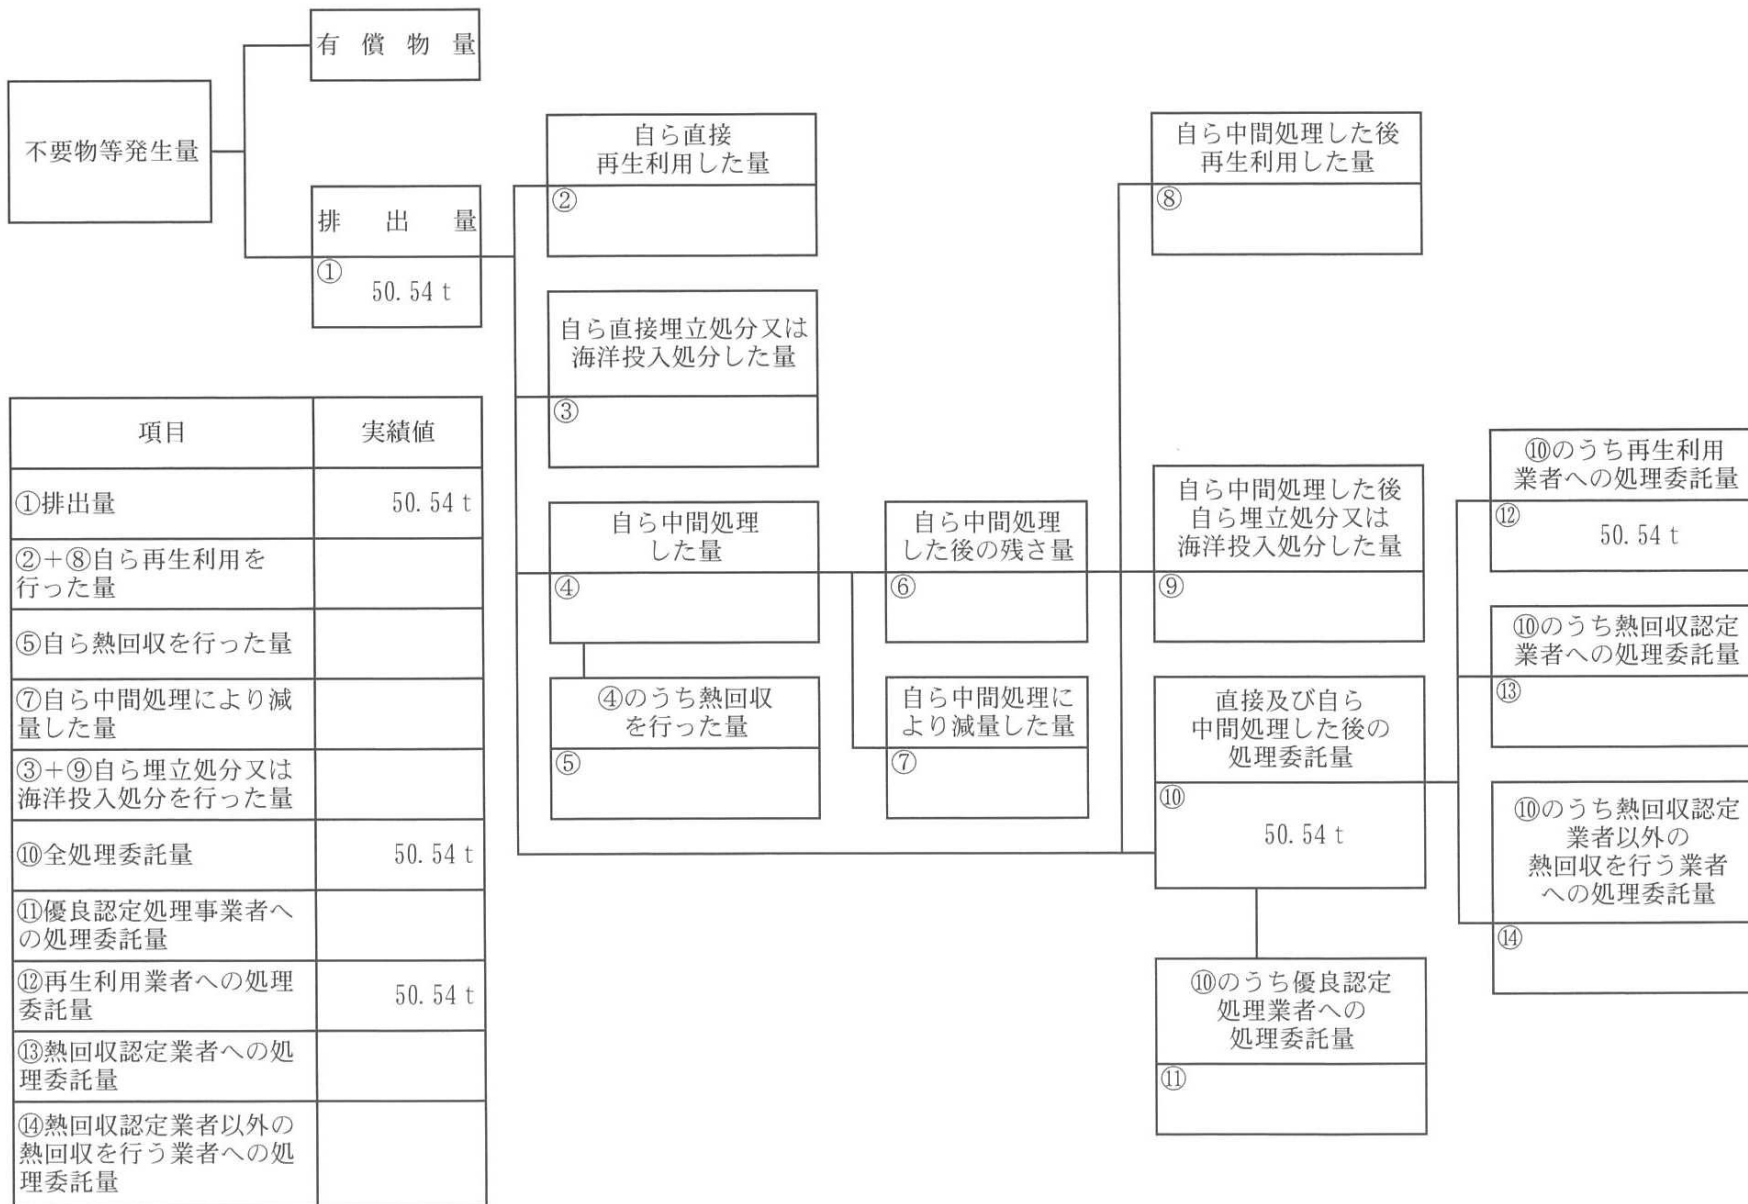 有償物量
不要物等発生量
排出量
①
50.54 t
自ら直接
再生利用した量
②
自ら直接埋立処分又は
海洋投入処分した量
③
自ら中間処理
した量
④
④のうち熱回収
を行った量
⑤
自ら中間処理
した後の残さ量
⑥
自ら中間処理に
より減量した量
⑦
自ら中間処理した後
再生利用した量
⑧
自ら中間処理した後
自ら埋立処分又は
海洋投入処分した量
⑨
直接及び自ら
中間処理した後の
処理委託量
⑩
50.54 t
⑩のうち優良認定
処理業者への
処理委託量
⑪
⑩のうち再生利用
業者への処理委託量
⑫
50.54 t
⑩のうち熱回収認定
業者への処理委託量
⑬
⑩のうち熱回収認定
業者以外の
熱回収を行う業者
への処理委託量
⑭
項目 実績値
①排出量 50.54 t
②+⑧自ら再生利用を
行った量
⑤自ら熱回収を行った量
⑦自ら中間処理により減
量した量
③+⑨自ら埋立処分又は
海洋投入処分を行った量
⑩全処理委託量 50.54 t
⑪優良認定処理事業者へ
の処理委託量
⑫再生利用業者への処理
委託量 50.54 t
⑬熱回収認定業者への処
理委託量
⑭熱回収認定業者以外の
熱回収を行う業者への処
理委託量